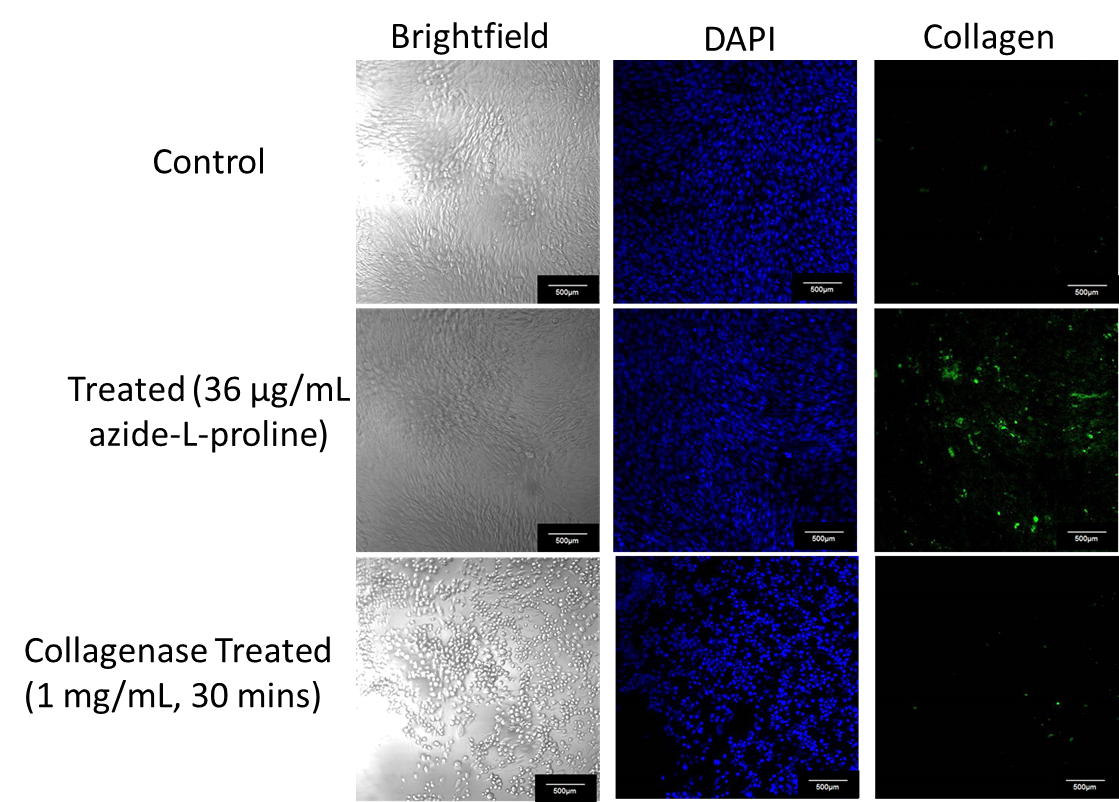 Brightfield
DAPI
Collagen
Control
500µm
500µm
500µm
Treated (36 µg/mL
azide-L-proline)
500µm
500µm
500µm
Collagenase Treated
(1 mg/mL, 30 mins)
500µm
500µm
500µm